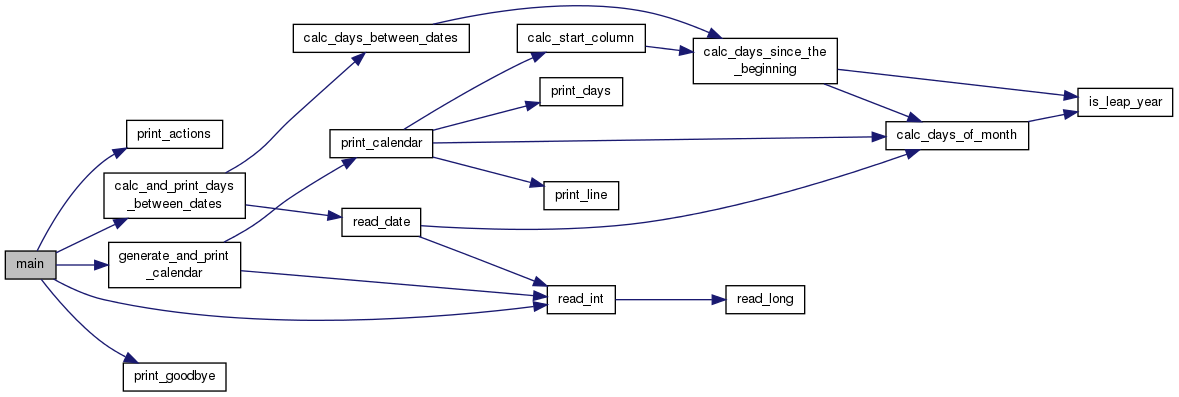 calc_days_between_dates
calc_start_column
calc_days_since_the
_beginning
print_days
is_leap_year
print_actions
print_calendar
calc_days_of_month
calc_and_print_days
_between_dates
print_line
read_date
main
generate_and_print
_calendar
read_int
read_long
print_goodbye